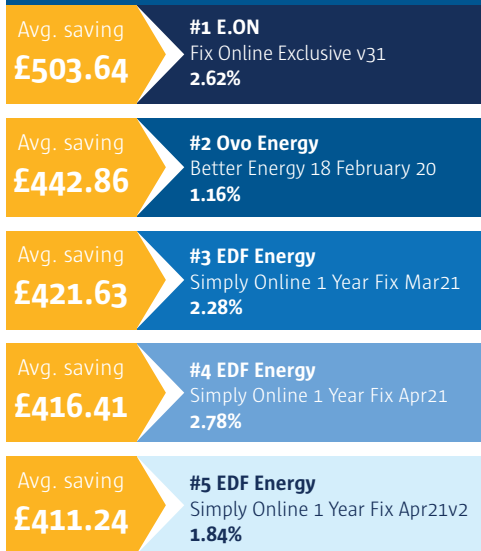 Avg. saving
£503.64
#1 E.ON
Fix Online Exclusive v31
2.62%
Avg. saving
£442.86
#2 Ovo Energy
Better Energy 18 February 20
1.16%
Avg. saving
£421.63
#3 EDF Energy
Simply Online 1 Year Fix Mar21
2.28%
Avg. saving
£416.41
#4 EDF Energy
Simply Online 1 Year Fix Apr21
2.78%
Avg. saving
£411.24
#5 EDF Energy
Simply Online 1 Year Fix Apr21v2
1.84%